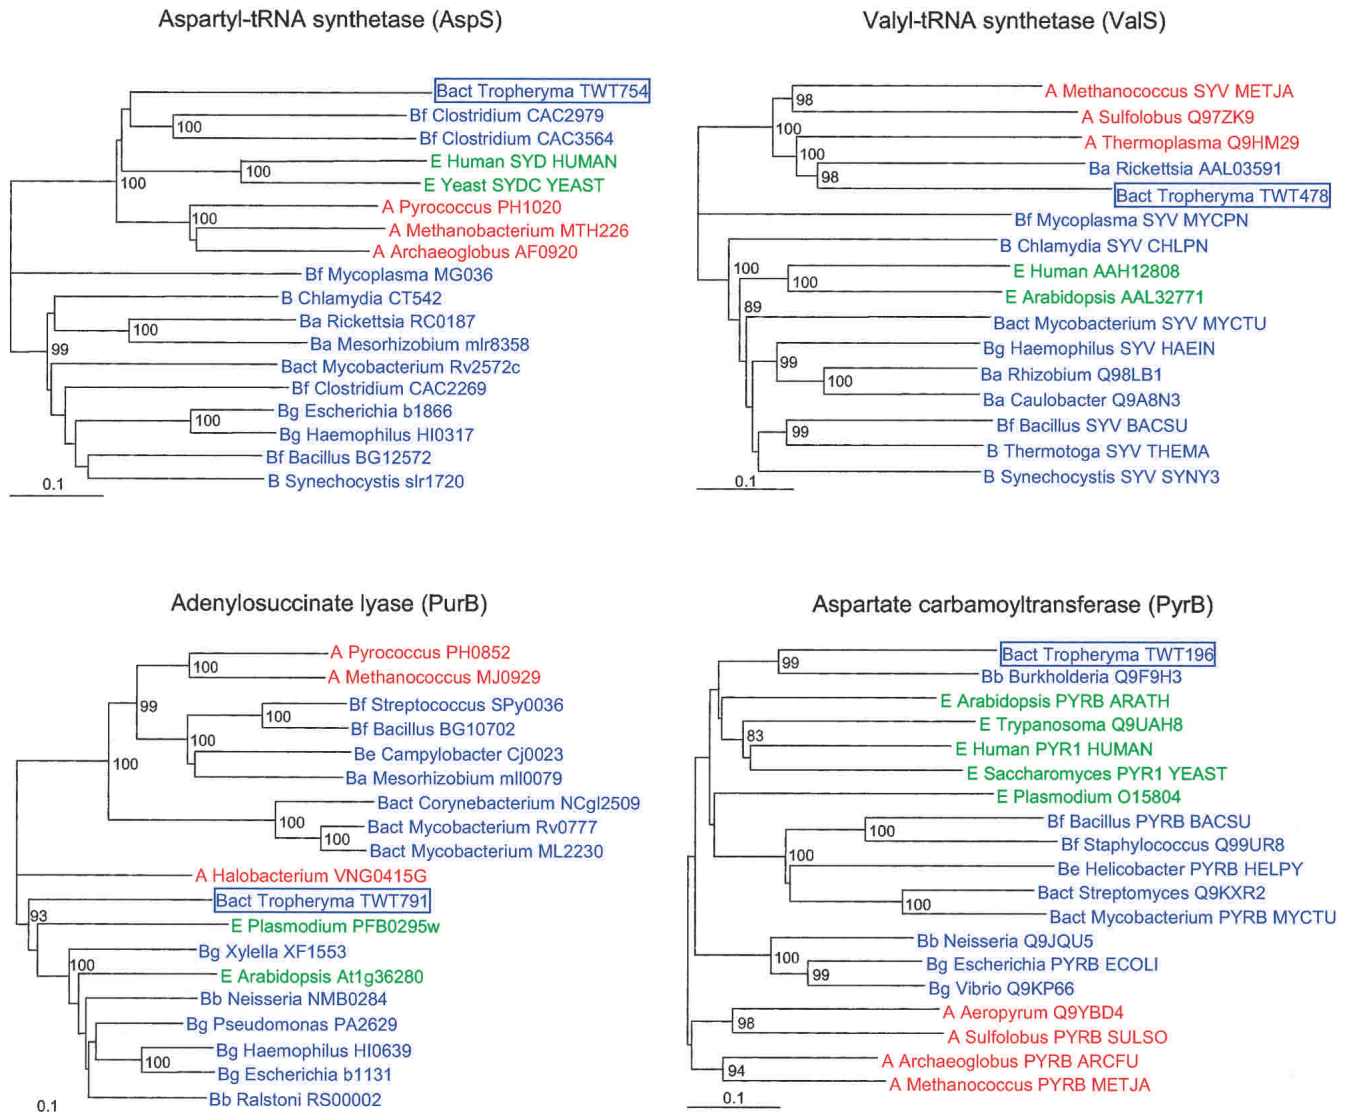 Aspartyl-tRNA synthetase (AspS)
Bact Tropheryma TWT754
Bf Clostridium CAC2979
100
Bf Clostridium CAC3564
E Human SYD HUMAN
100
100
E Yeast SYDC YEAST
A Pyrococcus PH1020
100
A Methanobacterium MTH226
A Archaeoglobus AF0920
Bf Mycoplasma MG036
B Chlamydia CT542
Ba Rickettsia RC0187
100
Ba Mesorhizobium mlr8358
99
Bact Mycobacterium Rv2572c
Bf Clostridium CAC2269
Bg Escherichia b1866
100
Bg Haemophilus HI0317
Bf Bacillus BG12572
B Synechocystis slr1720
0.1
Valyl-tRNA synthetase (ValS)
A Methanococcus SYV METJA
98
A Sulfolobus Q97ZK9
100
A Thermoplasma Q9HM29
100
Ba Rickettsia AAL03591
98
Bact Tropheryma TWT478
Bf Mycoplasma SYV MYCPN
B Chlamydia SYV CHLPN
100
E Human AAH12808
100
E Arabidopsis AAL32771
89
Bact Mycobacterium SYV MYCTU
Bg Haemophilus SYV HAEIN
99
Ba Rhizobium Q98LB1
100
Ba Caulobacter Q9A8N3
Bf Bacillus SYV BACSU
99
B Thermotoga SYV THEMA
B Synechocystis SYV SYNY3
0.1
Adenylosuccinate lyase (PurB)
A Pyrococcus PH0852
100
A Methanococcus MJ0929
99
Bf Streptococcus SPy0036
100
Bf Bacillus BG10702
100
Be Campylobacter Cj0023
100
Ba Mesorhizobium mll0079
Bact Corynebacterium NCgl2509
100
Bact Mycobacterium Rv0777
100
Bact Mycobacterium ML2230
A Halobacterium VNG0415G
Bact Tropheryma TWT791
93
E Plasmodium PFB0295w
Bg Xylella XF1553
100
E Arabidopsis At1g36280
Bb Neisseria NMB0284
Bg Pseudomonas PA2629
Bg Haemophilus HI0639
100
Bg Escherichia b1131
Bb Ralstoni RS00002
0.1
Aspartate carbamoyltransferase (PyrB)
Bact Tropheryma TWT196
99
Bb Burkholderia Q9F9H3
E Arabidopsis PYRB ARATH
E Trypanosoma Q9UAH8
83
E Human PYR1 HUMAN
E Saccharomyces PYR1 YEAST
E Plasmodium O15804
Bf Bacillus PYRB BACSU
100
Bf Staphylococcus Q99UR8
100
Be Helicobacter PYRB HELPY
Bact Streptomyces Q9KXR2
100
Bact Mycobacterium PYRB MYCTU
Bb Neisseria Q9JQU5
100
Bg Escherichia PYRB ECOLI
99
Bg Vibrio Q9KP66
A Aeropyrum Q9YBD4
98
A Sulfolobus PYRB SULSO
A Archaeoglobus PYRB ARCFU
94
A Methanococcus PYRB METJA
0.1